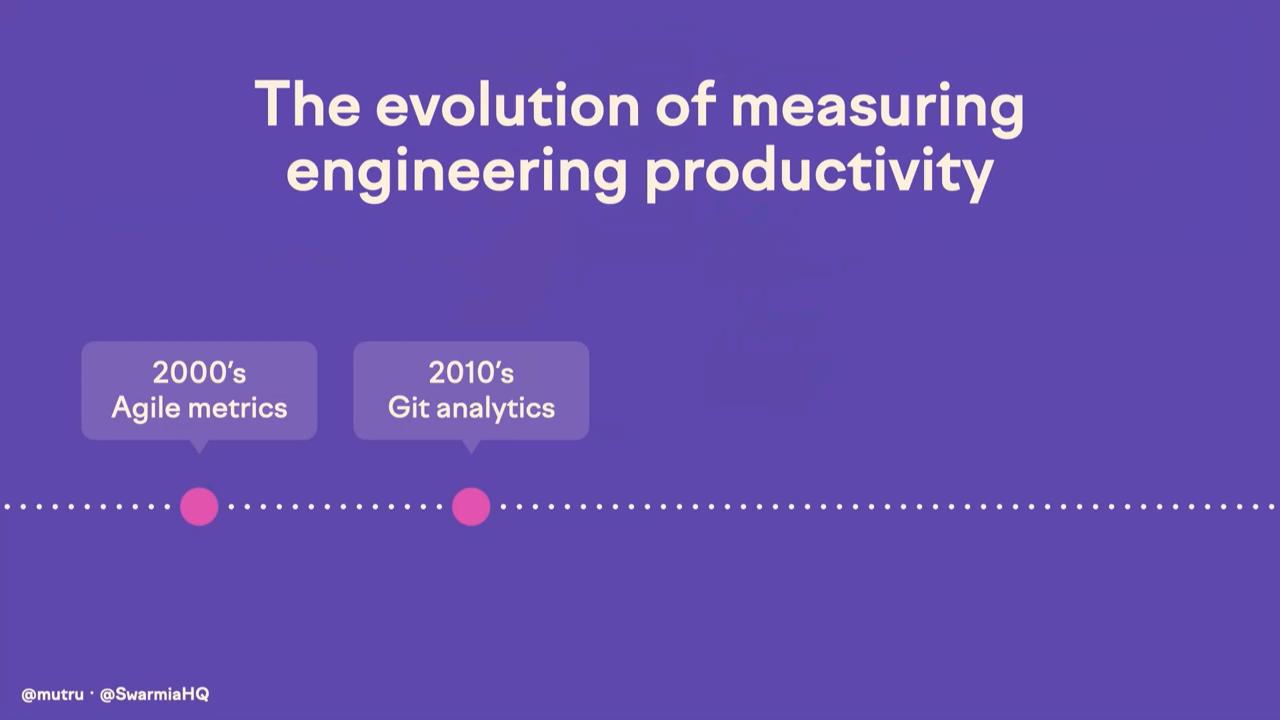 The evolution of measuring
engineering productivity
2000’s
Agile metrics
2010’s
Git analytics
@mutru · @SwarmiaHQ